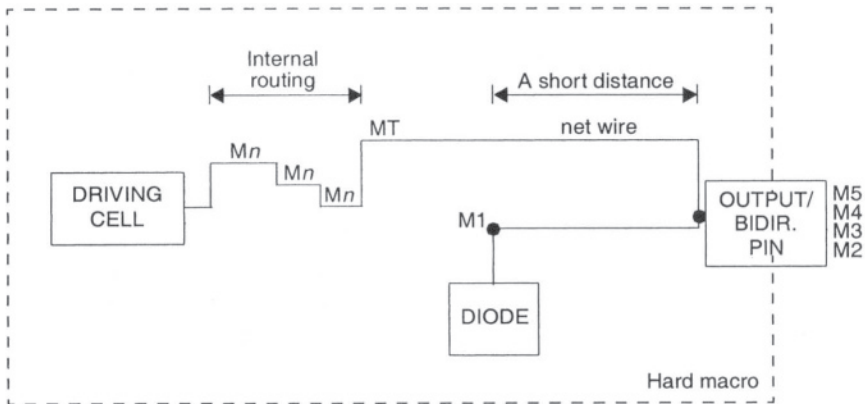 Internal
routing
A short distance
MT
net wire
Mn
Mn
Mn
DRIVING
CELL
M1
OUTPUT/
BIDIR.
PIN
M5
M4
M3
M2
DIODE
Hard macro